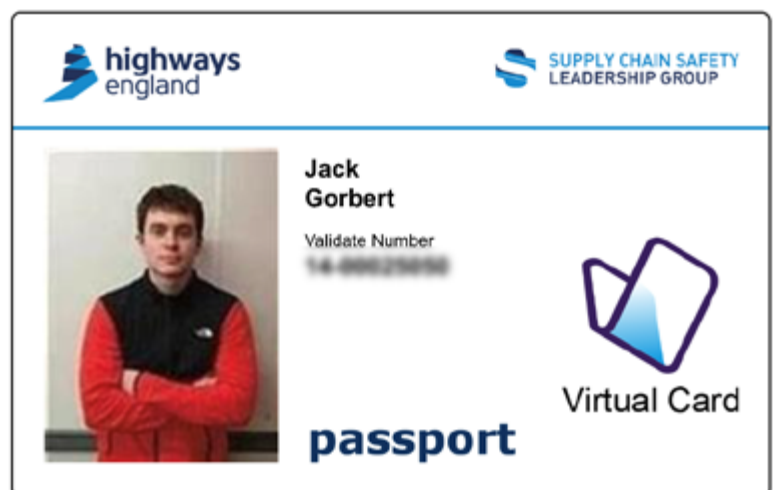 highways
england
SUPPLY CHAIN SAFETY
LEADERSHIP GROUP
Jack
Gorbert
Validate Number
Virtual Card
passport